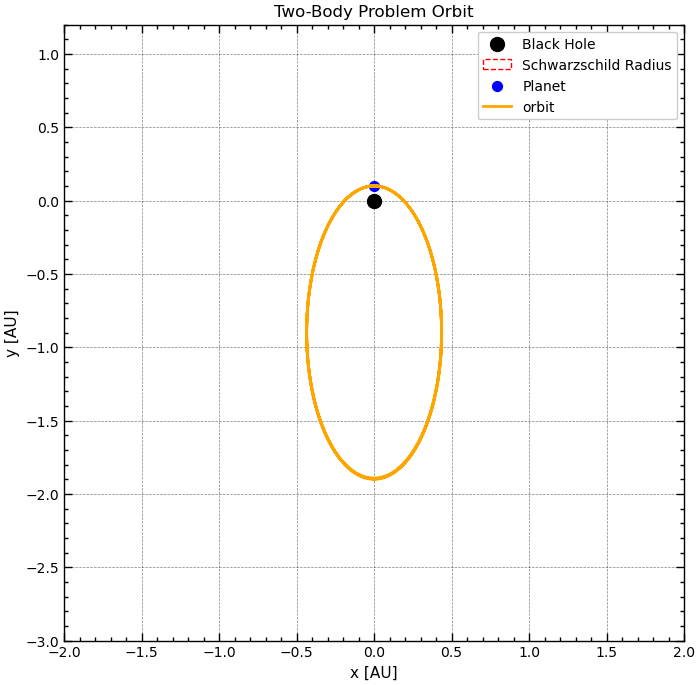 Two-Body Problem Orbit
Black Hole
Schwarzschild Radius
Planet
orbit
1.0
0.5
0.0
−0.5
−1.0
−1.5
−2.0
−2.5
−3.0
y [AU]
−2.0 −1.5 −1.0 −0.5 0.0 0.5 1.0 1.5 2.0
x [AU]